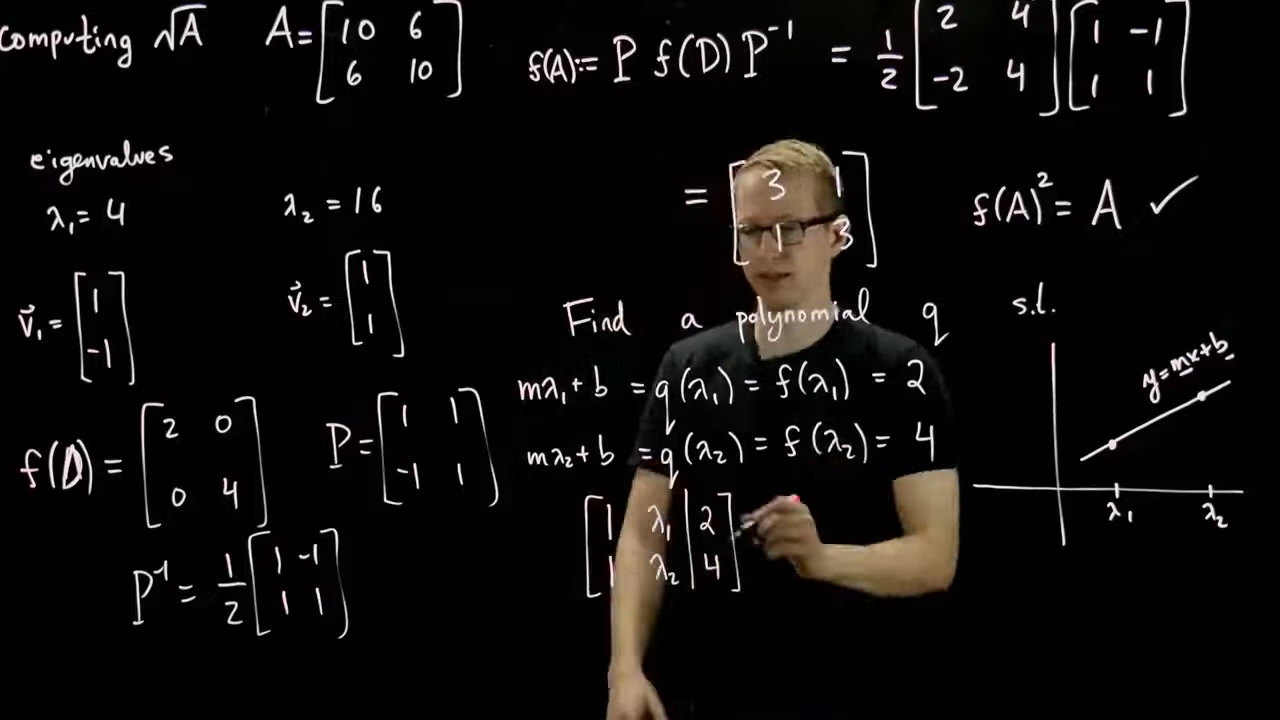 computing √A A = [10 6; 6 10]
f(A) := P f(D) P⁻¹ = 1/2 [2 4; -2 4] [1 -1; 1 1]
= [3 1; 1 3]
f(A)² = A ✓
eigenvalues
λ₁ = 4 λ₂ = 16
v⃗₁ = [1; -1] v⃗₂ = [1; 1]
f(D) = [2 0; 0 4] P = [1 1; -1 1]
P⁻¹ = 1/2 [1 -1; 1 1]
Find a polynomial q s.t.
mλ₁ + b = q(λ₁) = f(λ₁) = 2
mλ₂ + b = q(λ₂) = f(λ₂) = 4
[1 λ₁ | 2; 1 λ₂ | 4]
y = mx + b
λ₁ λ₂